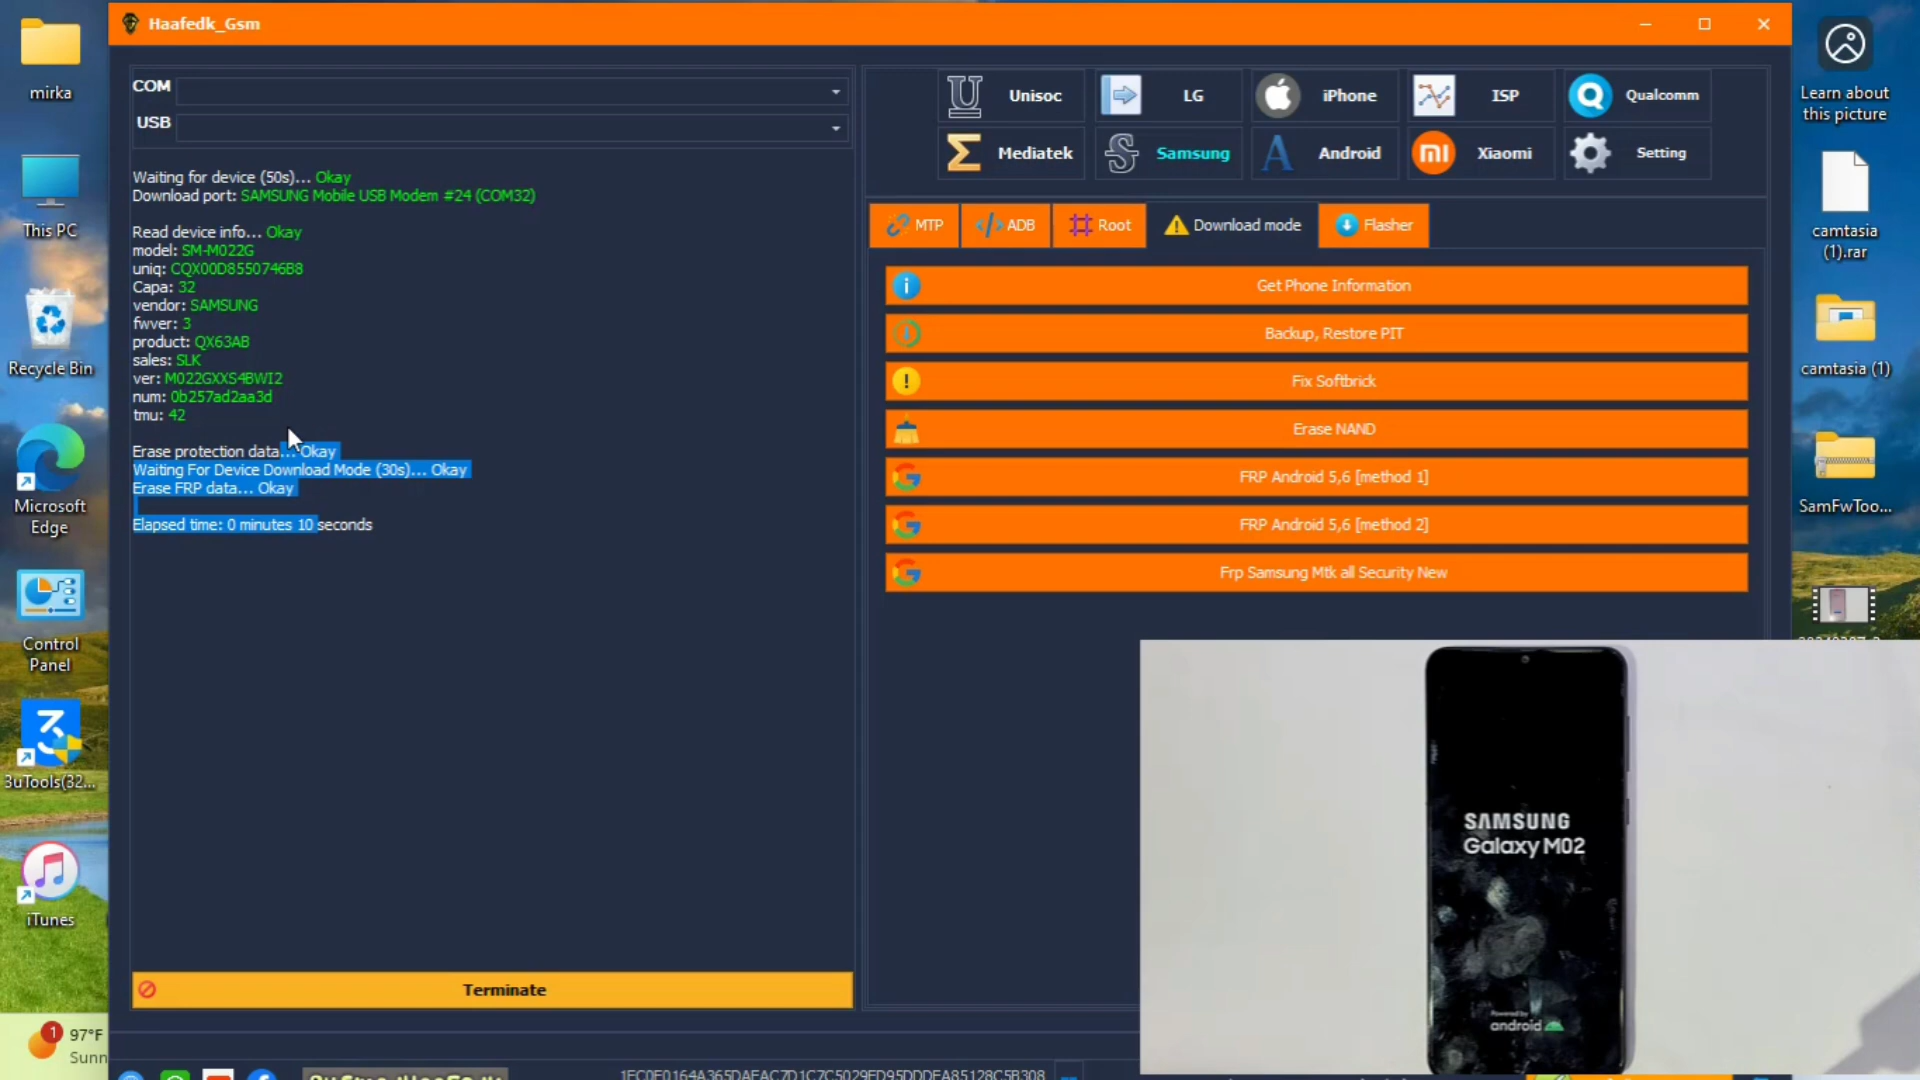 Haafedk_Gsm
mirka
This PC
Recycle Bin
Microsoft
Edge
Control
Panel
3uTools(32...
iTunes
1
97°F
Sunn
COM
USB
Waiting for device (50s)... Okay
Download port: SAMSUNG Mobile USB Modem #24 (COM32)
Read device info... Okay
model: SM-M022G
uniq: CQX00D8550746B8
Capa: 32
vendor: SAMSUNG
fwver: 3
product: QX63AB
sales: SLK
ver: M022GXXS4BWI2
num: 0b257ad2aa3d
tmu: 42
Erase protection data... Okay
Waiting For Device Download Mode (30s)... Okay
Erase FRP data... Okay
Elapsed time: 0 minutes 10 seconds
Terminate
Unisoc
LG
iPhone
ISP
Qualcomm
Mediatek
Samsung
Android
Xiaomi
Setting
MTP
ADB
Root
Download mode
Flasher
Get Phone Information
Backup, Restore PIT
Fix Softbrick
Erase NAND
FRP Android 5,6 [method 1]
FRP Android 5,6 [method 2]
Frp Samsung Mtk all Security New
SAMSUNG
Galaxy M02
Powered by
android
Learn about
this picture
camtasia
(1).rar
camtasia (1)
SamFwToo...